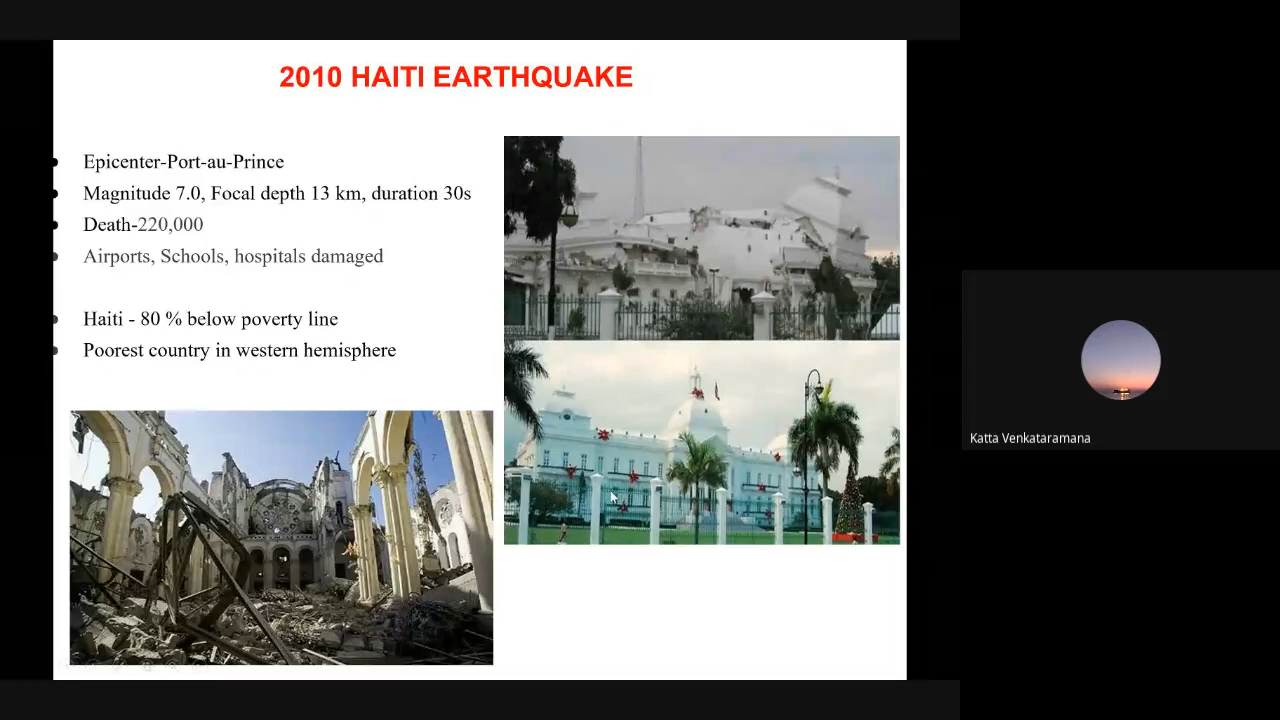 2010 HAITI EARTHQUAKE
Epicenter-Port-au-Prince
Magnitude 7.0, Focal depth 13 km, duration 30s
Death-220,000
Airports, Schools, hospitals damaged
Haiti - 80 % below poverty line
Poorest country in western hemisphere
Katta Venkataramana